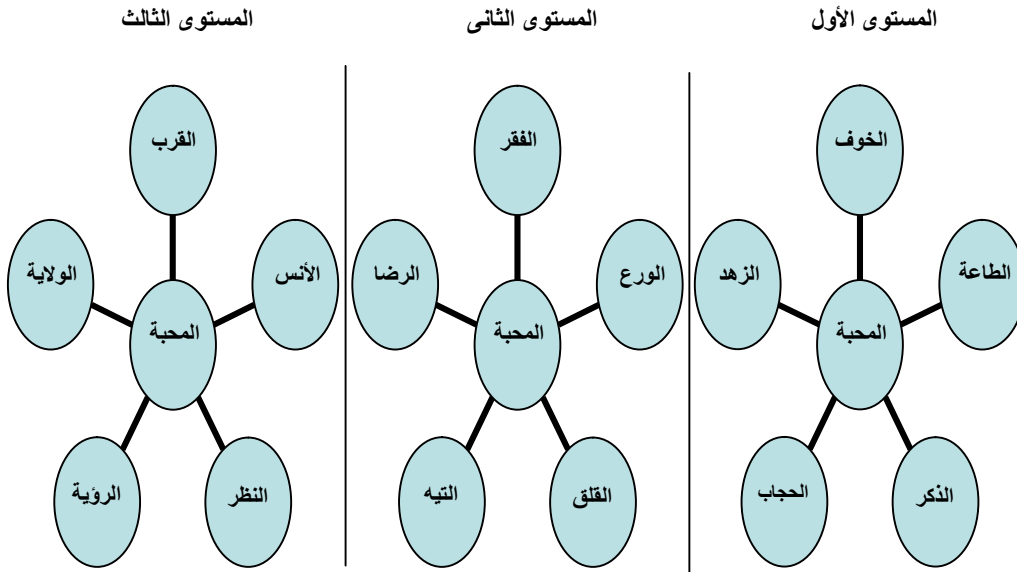 المستوى الأول
المستوى الثانى
المستوى الثالث
الخوف
الطاعة
الزهد
المحبة
الذكر
الحجاب
الفقر
الورع
الرضا
المحبة
القلق
التيه
القرب
الأنس
الولاية
المحبة
النظر
الرؤية